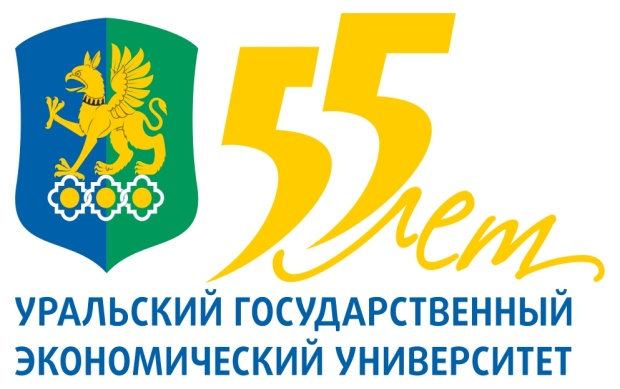 55 лет
УРАЛЬСКИЙ ГОСУДАРСТВЕННЫЙ
ЭКОНОМИЧЕСКИЙ УНИВЕРСИТЕТ